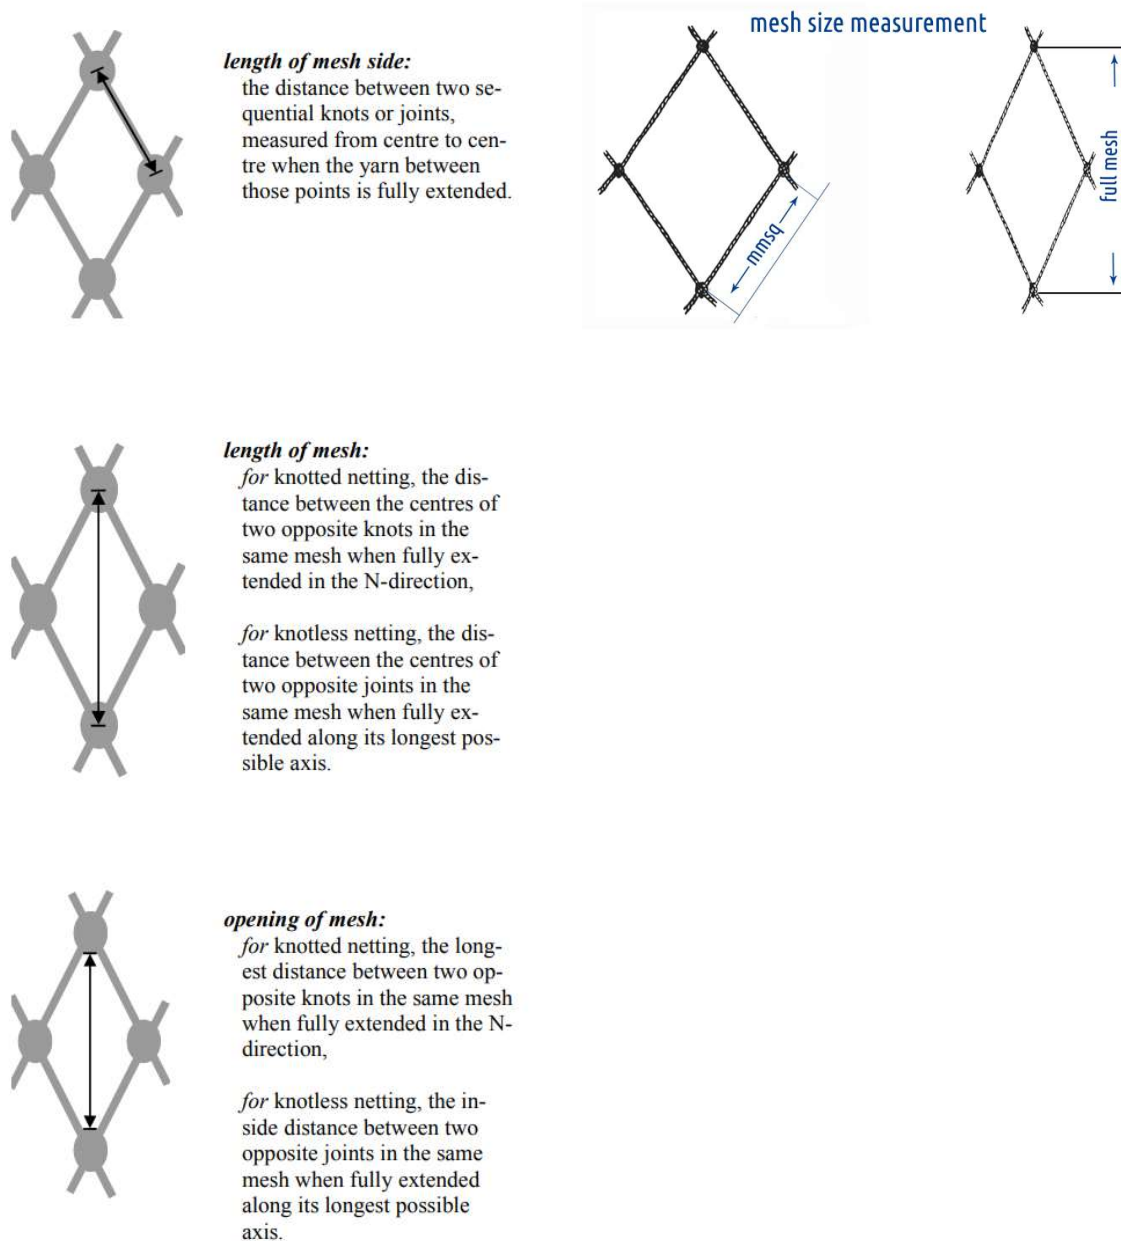 length of mesh side:
the distance between two se-
quential knots or joints,
measured from centre to cen-
tre when the yarn between
those points is fully extended.
mesh size measurement
mmsq
full mesh
length of mesh:
for knotted netting, the dis-
tance between the centres of
two opposite knots in the
same mesh when fully ex-
tended in the N-direction,
for knotless netting, the dis-
tance between the centres of
two opposite joints in the
same mesh when fully ex-
tended along its longest pos-
sible axis.
opening of mesh:
for knotted netting, the long-
est distance between two op-
posite knots in the same mesh
when fully extended in the N-
direction,
for knotless netting, the in-
side distance between two
opposite joints in the same
mesh when fully extended
along its longest possible
axis.